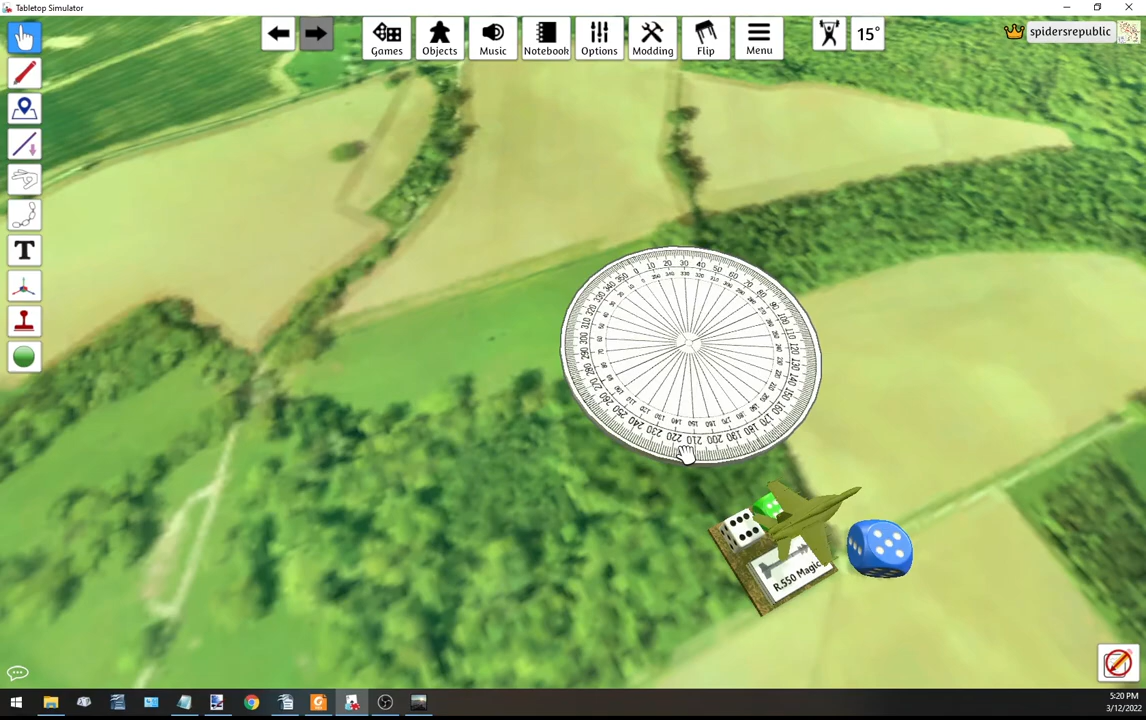 Tabletop Simulator
Games
Objects
Music
Notebook
Options
Modding
Flip
Menu
15°
spidersrepublic
T
R.550 Magic
5:20 PM
3/12/2022